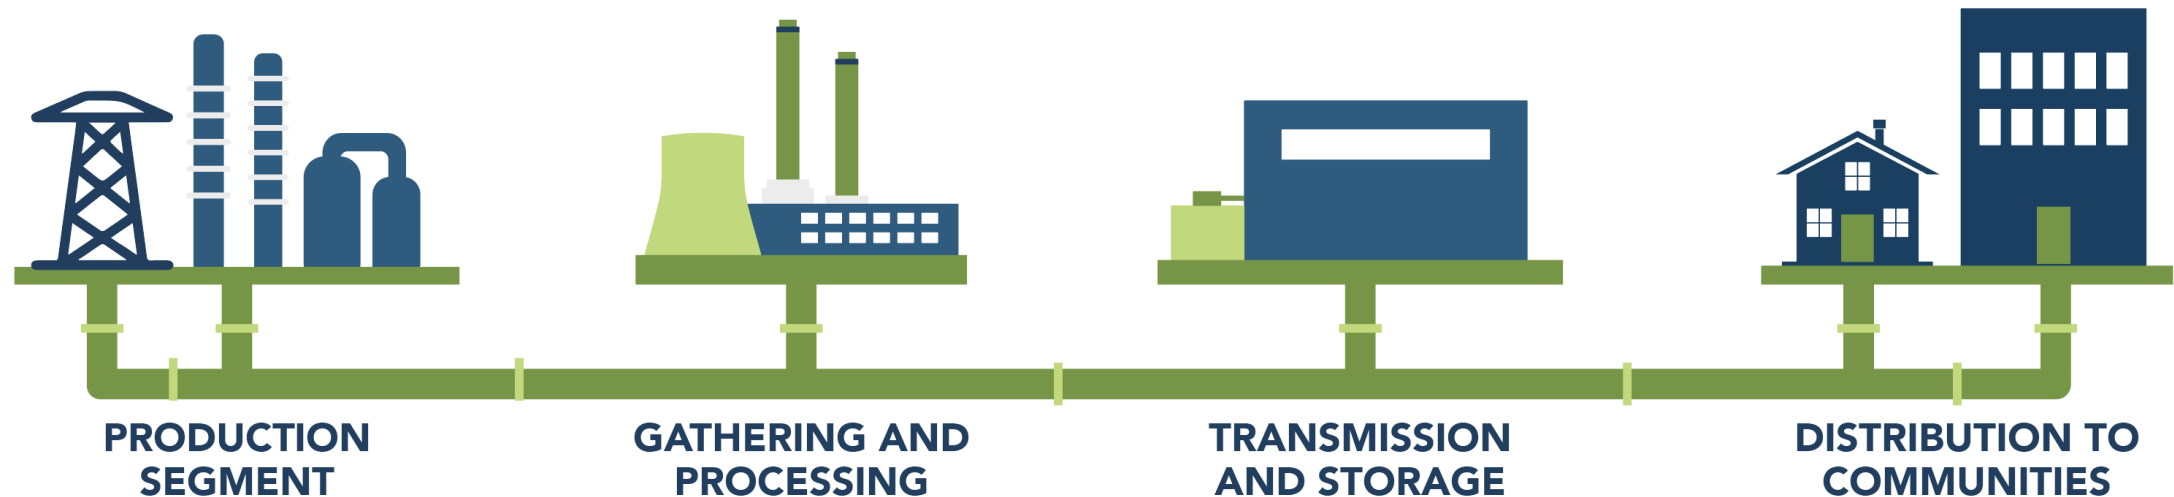 PRODUCTION
SEGMENT
GATHERING AND
PROCESSING
TRANSMISSION
AND STORAGE
DISTRIBUTION TO
COMMUNITIES